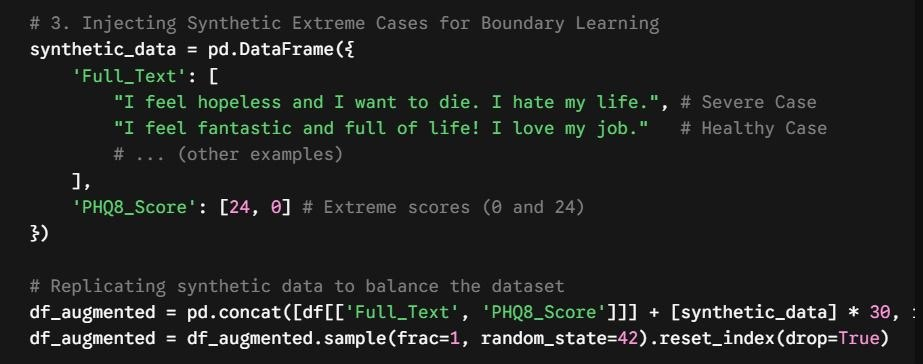 # 3. Injecting Synthetic Extreme Cases for Boundary Learning
synthetic_data = pd.DataFrame({
    'Full_Text': [
        "I feel hopeless and I want to die. I hate my life.", # Severe Case
        "I feel fantastic and full of life! I love my job."   # Healthy Case
        # ... (other examples)
    ],
    'PHQ8_Score': [24, 0] # Extreme scores (0 and 24)
})

# Replicating synthetic data to balance the dataset
df_augmented = pd.concat([df[['Full_Text', 'PHQ8_Score']]] + [synthetic_data] * 30,
df_augmented = df_augmented.sample(frac=1, random_state=42).reset_index(drop=True)